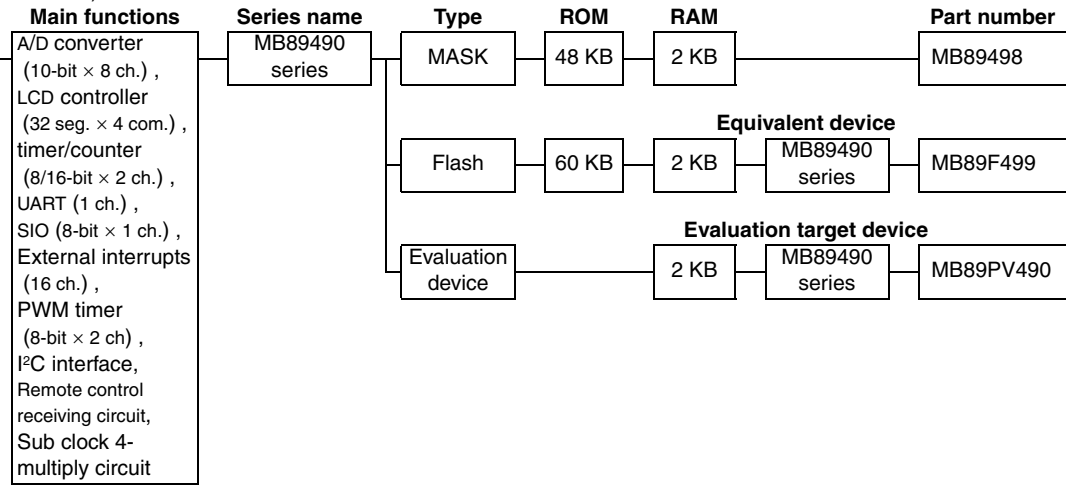 Main functions Series name Type ROM RAM Part number
A/D converter
(10-bit × 8 ch.) ,
LCD controller
(32 seg. × 4 com.) ,
timer/counter
(8/16-bit × 2 ch.) ,
UART (1 ch.) ,
SIO (8-bit × 1 ch.) ,
External interrupts
(16 ch.) ,
PWM timer
(8-bit × 2 ch) ,
I²C interface,
Remote control
receiving circuit,
Sub clock 4-
multiply circuit
MB89490
series
MASK 48 KB 2 KB MB89498
Equivalent device
Flash 60 KB 2 KB MB89490
series
MB89F499
Evaluation target device
Evaluation
device
2 KB MB89490
series
MB89PV490